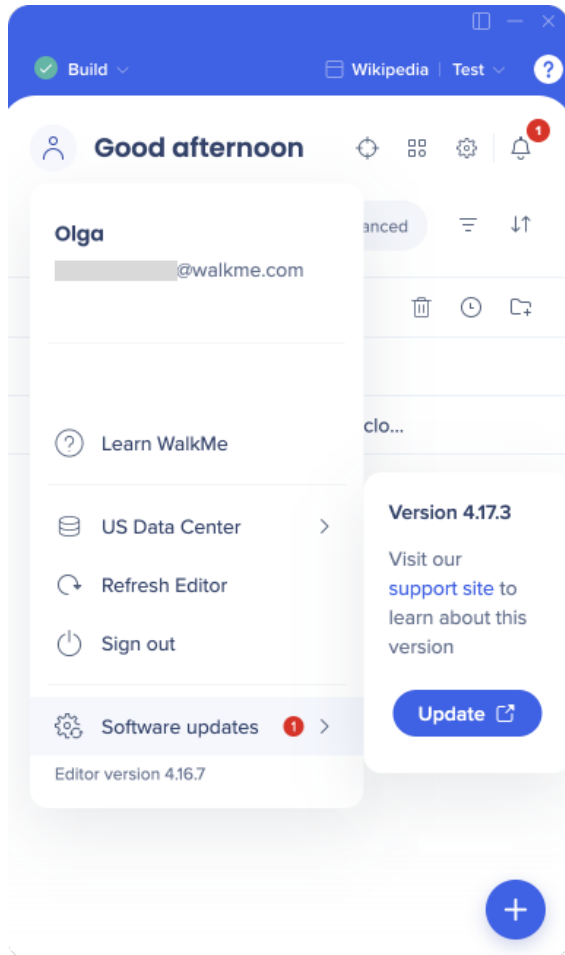 Build
Wikipedia | Test
?
Good afternoon
1
Olga
anced
@walkme.com
clo...
? Learn WalkMe
Version 4.17.3
US Data Center
Visit our
support site to
learn about this
version
Refresh Editor
Sign out
Update
Software updates 1
Editor version 4.16.7